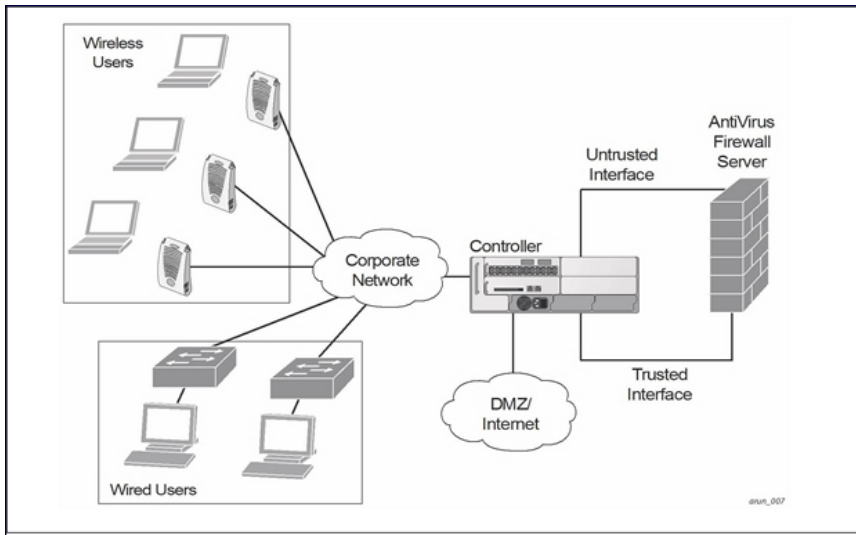 Wireless
Users
AntiVirus
Firewall
Server
Untrusted
Interface
Controller
Corporate
Network
Trusted
Interface
DMZ/
Internet
Wired Users
arun_007